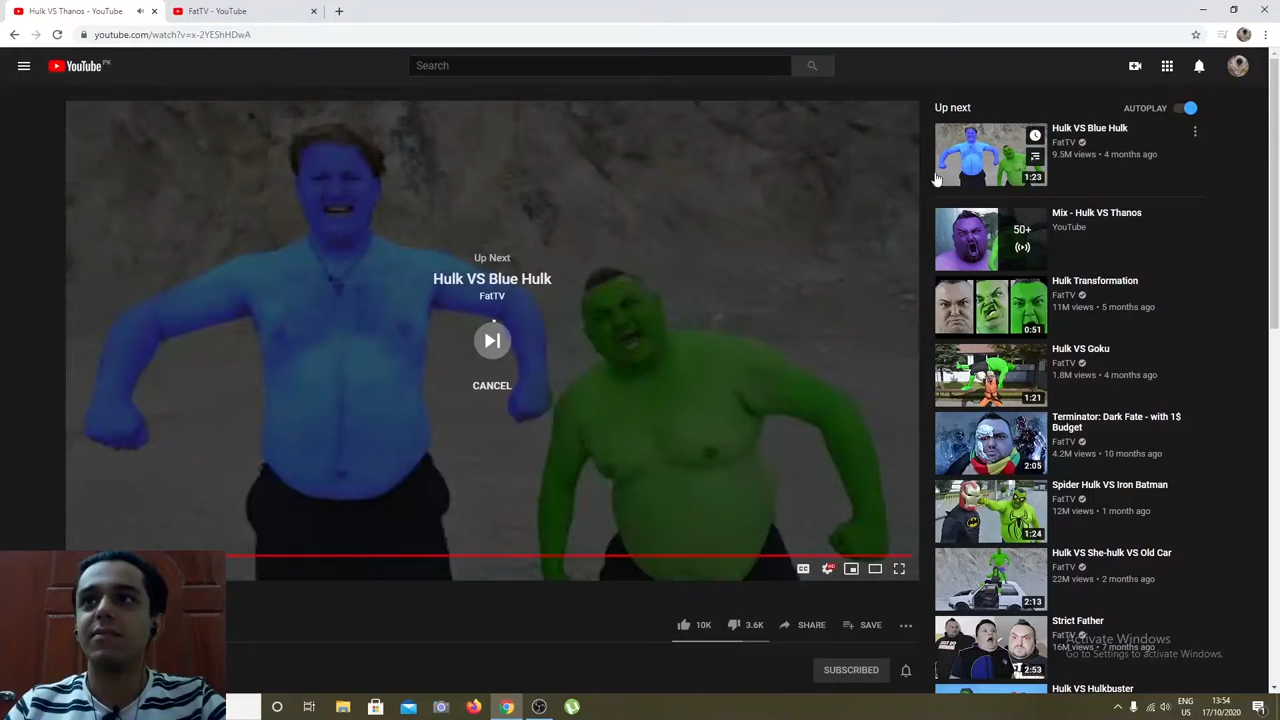 Hulk VS Thanos - YouTube
FatTV - YouTube
youtube.com/watch?v=x-2YEShHDwA
YouTube PK
Search
Up next
AUTOPLAY
Hulk VS Blue Hulk
FatTV
9.5M views • 4 months ago
1:23
Mix - Hulk VS Thanos
YouTube
50+
Hulk Transformation
FatTV
11M views • 5 months ago
0:51
Hulk VS Goku
FatTV
1.8M views • 4 months ago
1:21
Terminator: Dark Fate - with 1$
Budget
FatTV
4.2M views • 10 months ago
2:05
Spider Hulk VS Iron Batman
FatTV
12M views • 1 month ago
1:24
Hulk VS She-hulk VS Old Car
FatTV
22M views • 2 months ago
2:13
Strict Father
FatTV
16M views • 7 months ago
2:53
Hulk VS Hulkbuster
Up Next
Hulk VS Blue Hulk
FatTV
CANCEL
10K
3.6K
SHARE
SAVE
SUBSCRIBED
Activate Windows
Go to Settings to activate Windows.
ENG
US
13:54
17/10/2020